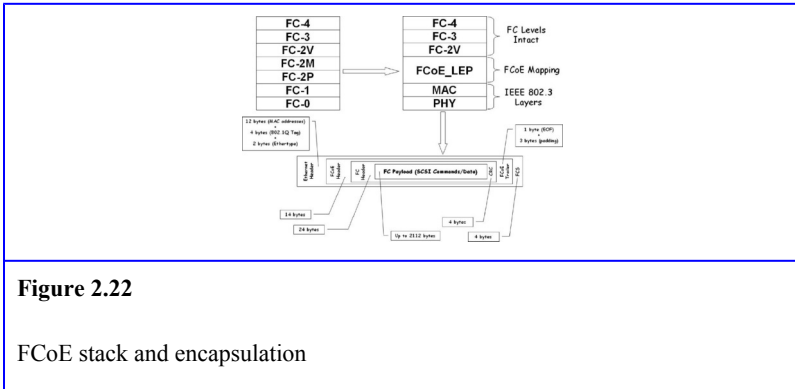 FC-4
FC-3
FC-2V
FC-2M
FC-2P
FC-1
FC-0
FC-4
FC-3
FC-2V
FCoE_LEP
MAC
PHY
FC Levels
Intact
FCoE Mapping
IEEE 802.3
Layers
12 bytes (MAC addresses)
+
4 bytes (802.1Q Tag)
+
2 bytes (Ethertype)
1 byte (EOF)
+
3 bytes (padding)
Ethernet
Header
FCoE
Header
FC
Header
FC Payload (SCSI Commands/Data)
CRC
FCoE
Trailer
FCS
14 bytes
24 bytes
Up to 2112 bytes
4 bytes
4 bytes
Figure 2.22
FCoE stack and encapsulation